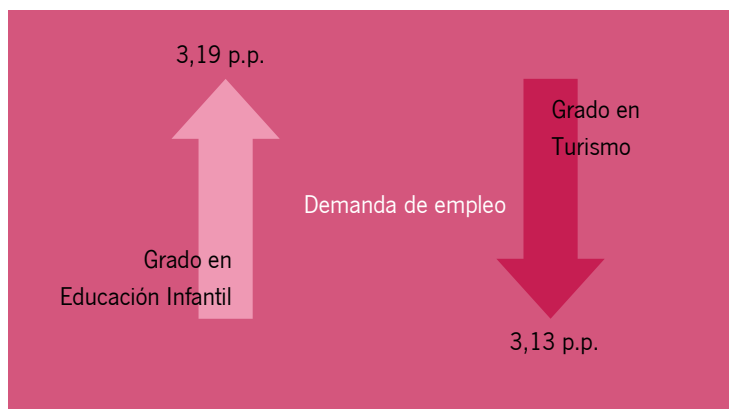 3,19 p.p.
Grado en
Educación Infantil
Demanda de empleo
Grado en
Turismo
3,13 p.p.